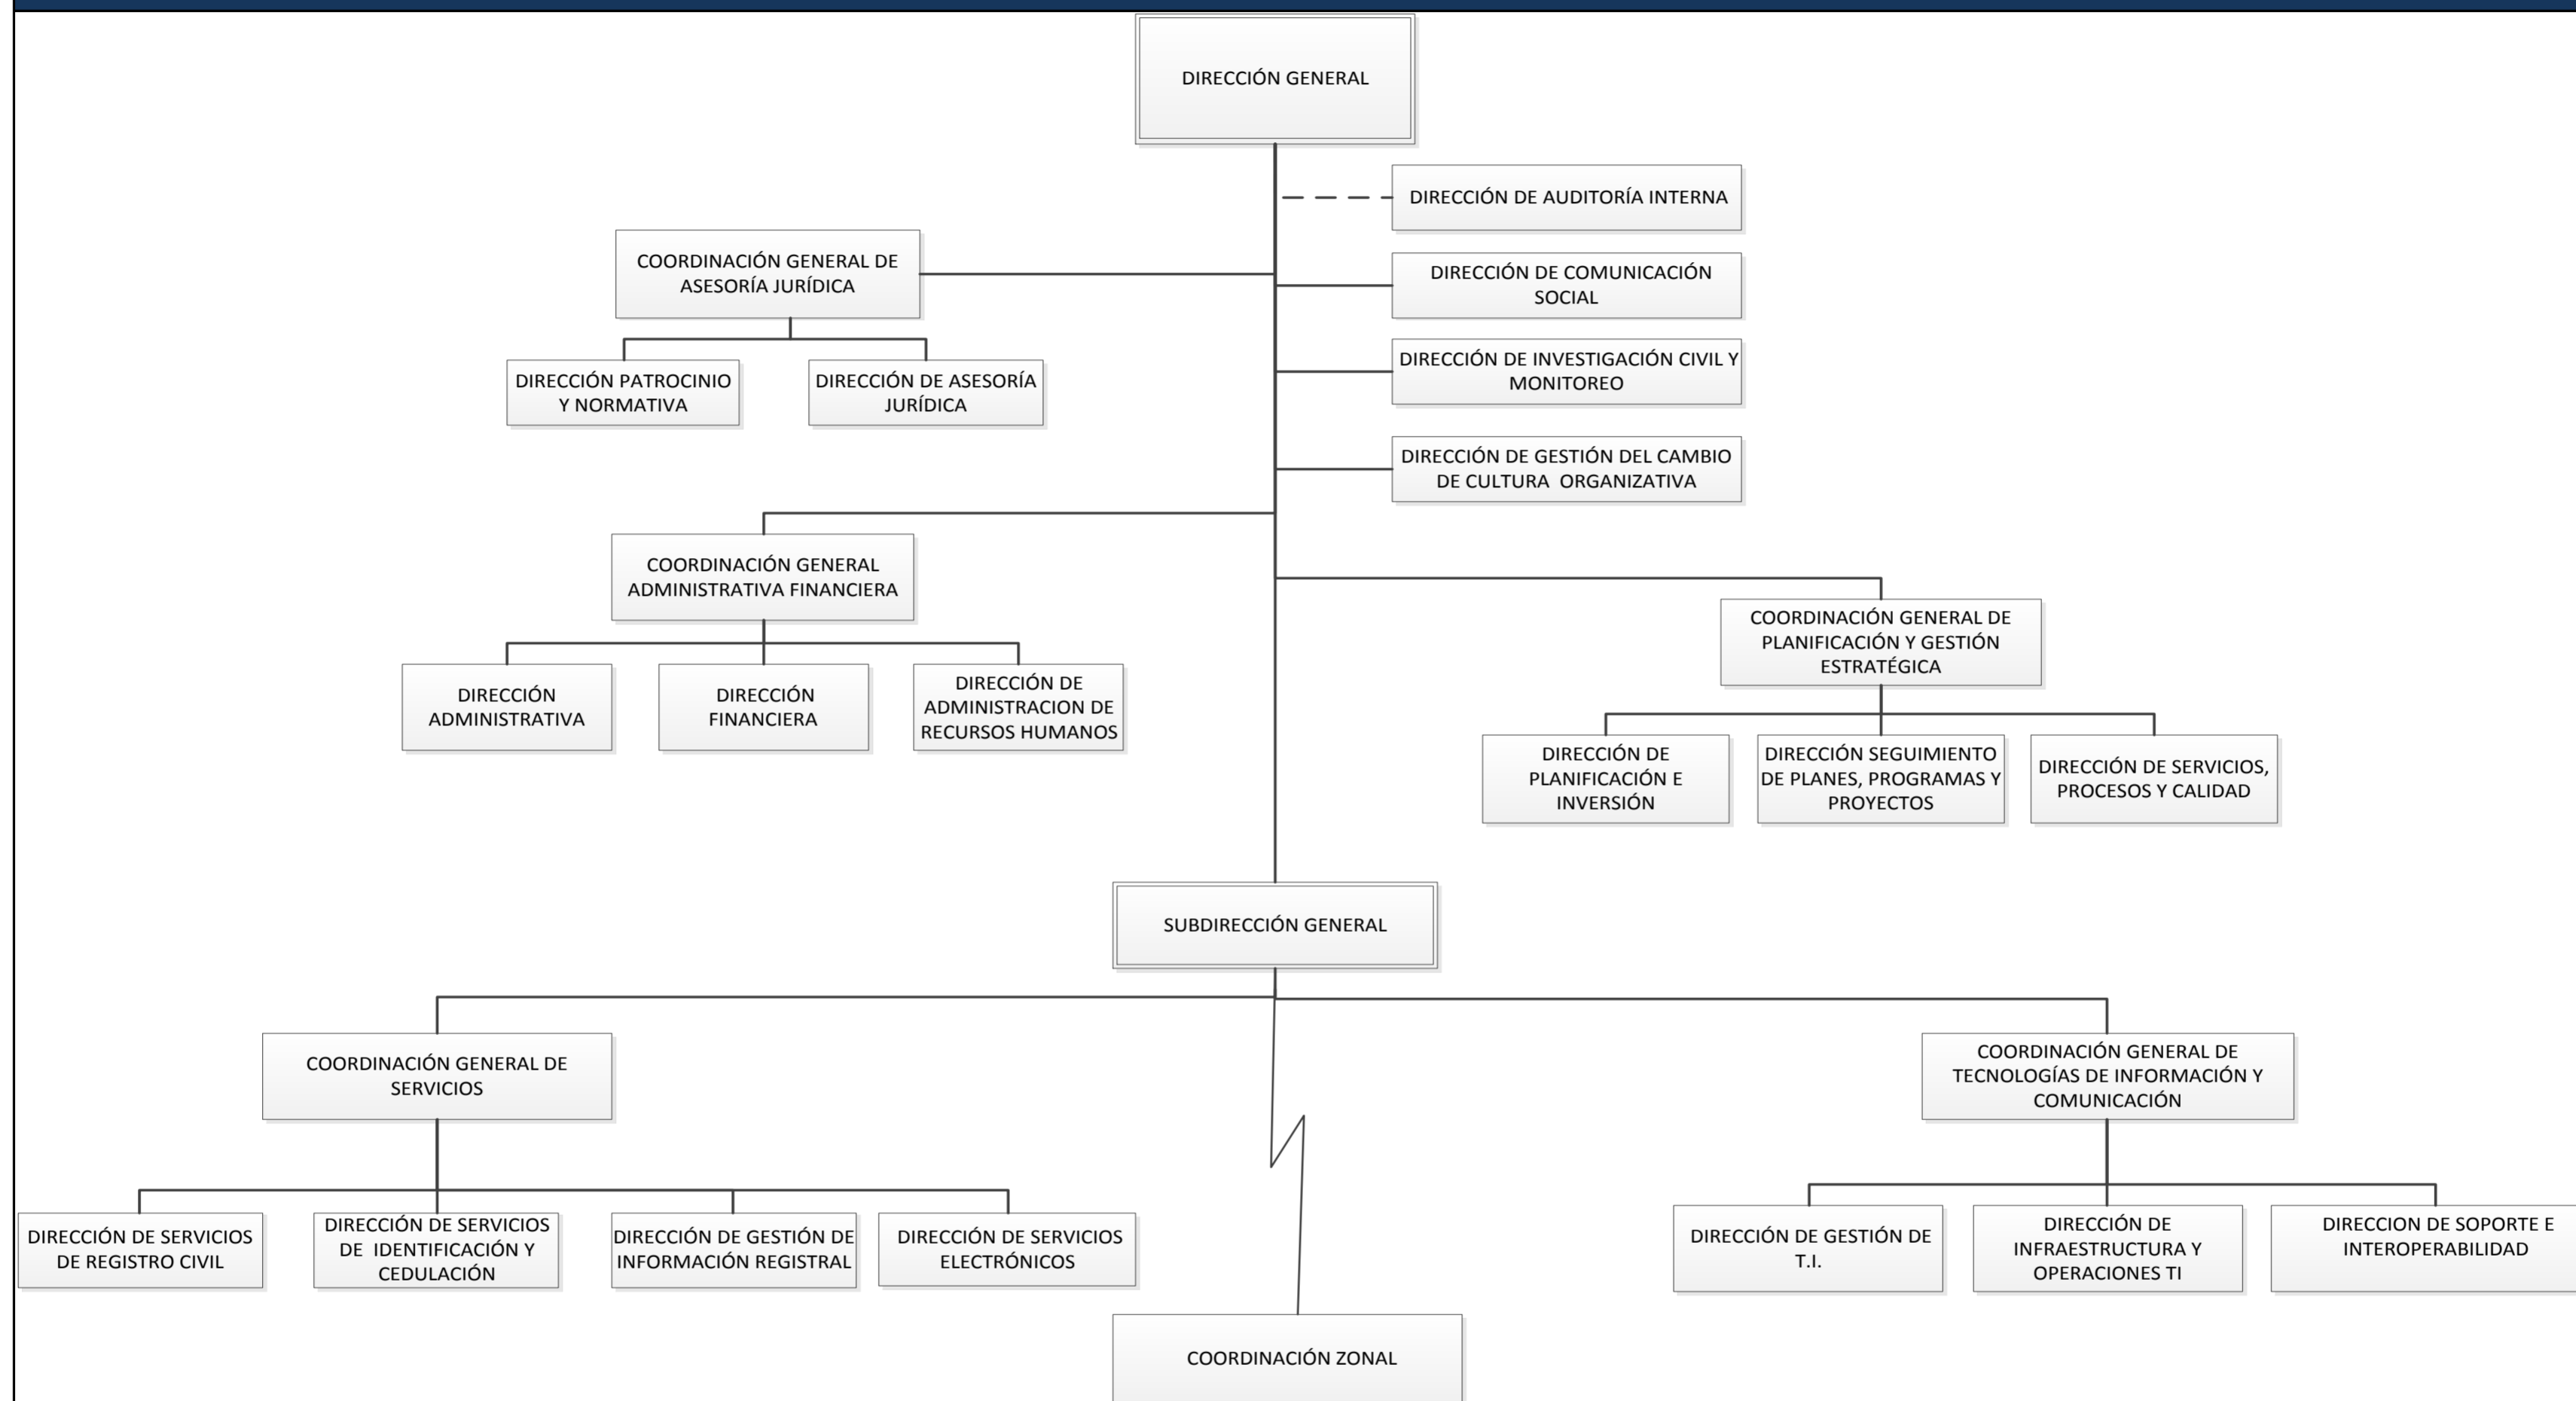 DIRECCIÓN GENERAL
DIRECCIÓN DE AUDITORÍA INTERNA
COORDINACIÓN GENERAL DE
ASESORÍA JURÍDICA
DIRECCIÓN DE COMUNICACIÓN
SOCIAL
DIRECCIÓN DE INVESTIGACIÓN CIVIL Y
MONITOREO
DIRECCIÓN PATROCINIO
Y NORMATIVA
DIRECCIÓN DE ASESORÍA
JURÍDICA
DIRECCIÓN DE GESTIÓN DEL CAMBIO
DE CULTURA  ORGANIZATIVA
COORDINACIÓN GENERAL
ADMINISTRATIVA FINANCIERA
COORDINACIÓN GENERAL DE
PLANIFICACIÓN Y GESTIÓN
ESTRATÉGICA
DIRECCIÓN
ADMINISTRATIVA
DIRECCIÓN
FINANCIERA
DIRECCIÓN DE
ADMINISTRACION DE
RECURSOS HUMANOS
DIRECCIÓN DE
PLANIFICACIÓN E
INVERSIÓN
DIRECCIÓN SEGUIMIENTO
DE PLANES, PROGRAMAS Y
PROYECTOS
DIRECCIÓN DE SERVICIOS,
PROCESOS Y CALIDAD
SUBDIRECCIÓN GENERAL
COORDINACIÓN GENERAL DE
SERVICIOS
COORDINACIÓN GENERAL DE
TECNOLOGÍAS DE INFORMACIÓN Y
COMUNICACIÓN
DIRECCIÓN DE SERVICIOS
DE REGISTRO CIVIL
DIRECCIÓN DE SERVICIOS
DE  IDENTIFICACIÓN Y
CEDULACIÓN
DIRECCIÓN DE GESTIÓN DE
INFORMACIÓN REGISTRAL
DIRECCIÓN DE SERVICIOS
ELECTRÓNICOS
DIRECCIÓN DE GESTIÓN DE
T.I.
DIRECCIÓN DE
INFRAESTRUCTURA Y
OPERACIONES TI
DIRECCION DE SOPORTE E
INTEROPERABILIDAD
COORDINACIÓN ZONAL